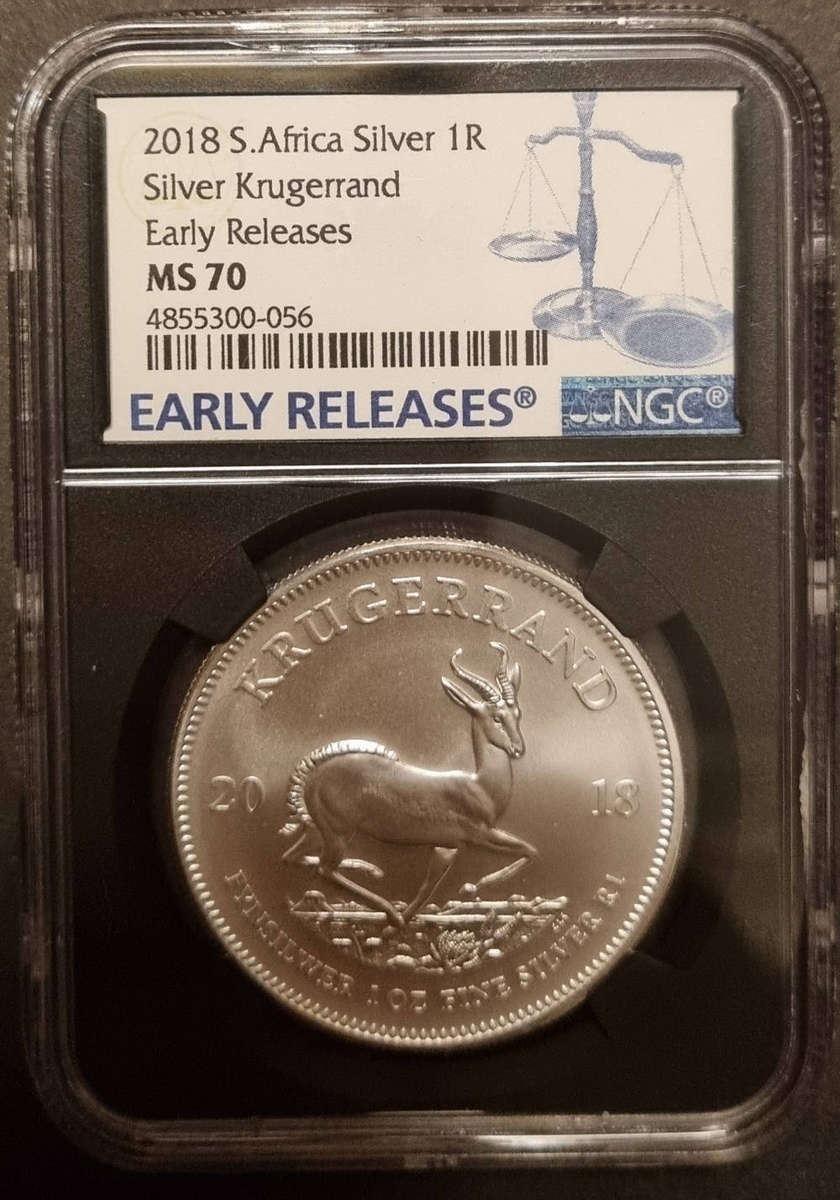 2018 S.Africa Silver 1R
Silver Krugerrand
Early Releases
MS 70
4855300-056
EARLY RELEASES®
NGC®
KRUGERRAND
20 18
FYNSILWER 1 OZ FINE SILVER R1